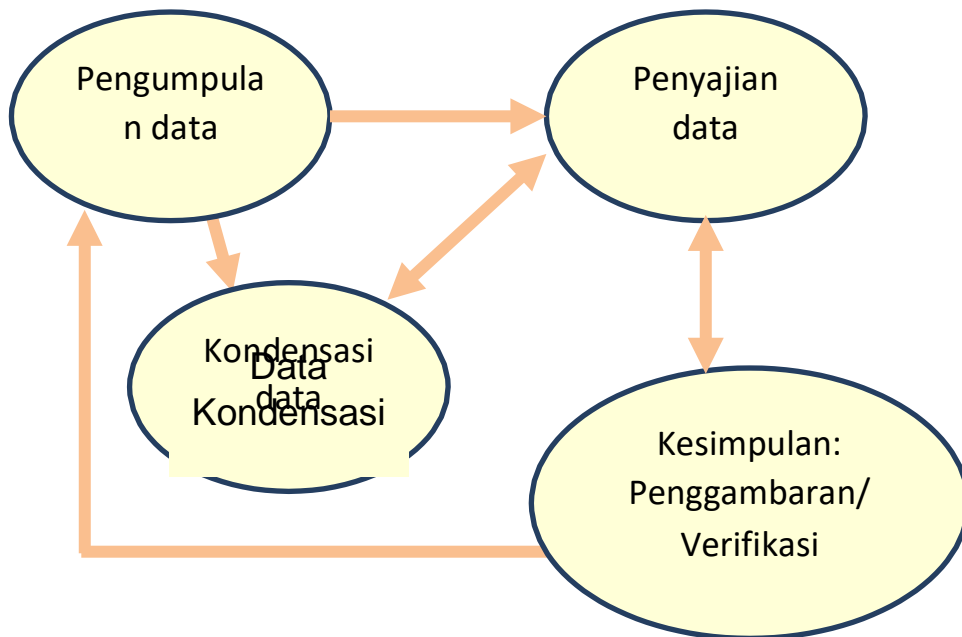 Pengumpula
n data
Penyajian
data
Kondensasi
data
Data
Kondensasi
Kesimpulan:
Penggambaran/
Verifikasi